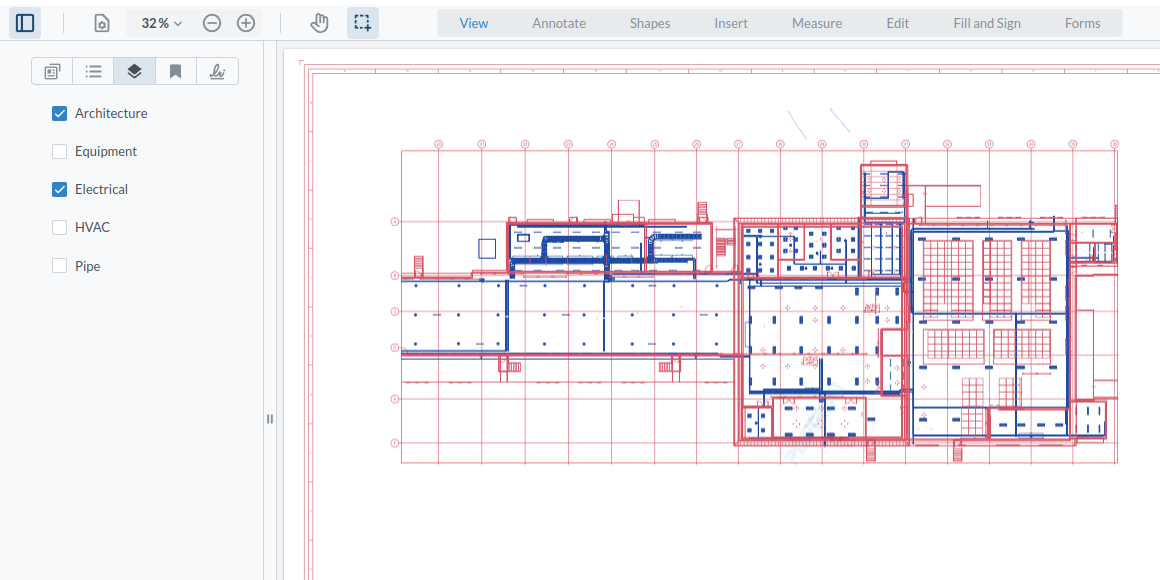 32 %
View Annotate Shapes Insert Measure Edit Fill and Sign Forms
Architecture
Equipment
Electrical
HVAC
Pipe